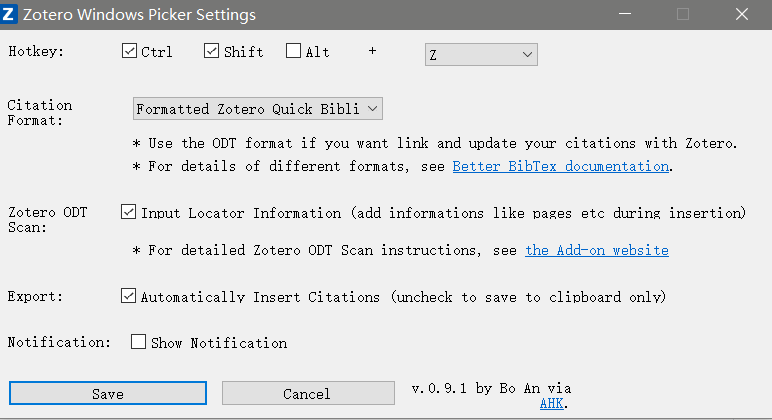 Zotero Windows Picker Settings
Hotkey: Ctrl Shift Alt + Z
Citation Format: Formatted Zotero Quick Bibli
* Use the ODT format if you want link and update your citations with Zotero.
* For details of different formats, see Better BibTex documentation.
Zotero ODT Scan: Input Locator Information (add informations like pages etc during insertion)
* For detailed Zotero ODT Scan instructions, see the Add-on website
Export: Automatically Insert Citations (uncheck to save to clipboard only)
Notification: Show Notification
Save Cancel v.0.9.1 by Bo An via
AHK.